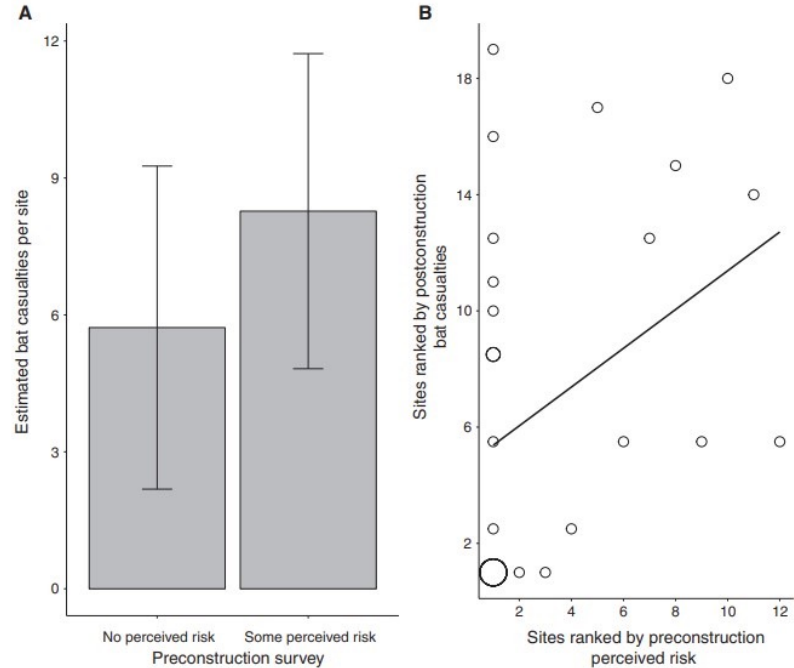 A
12
9
6
3
0
Estimated bat casualties per site
No perceived risk
Some perceived risk
Preconstruction survey
B
18
14
10
6
2
Sites ranked by postconstruction
bat casualties
2
4
6
8
10
12
Sites ranked by preconstruction
perceived risk